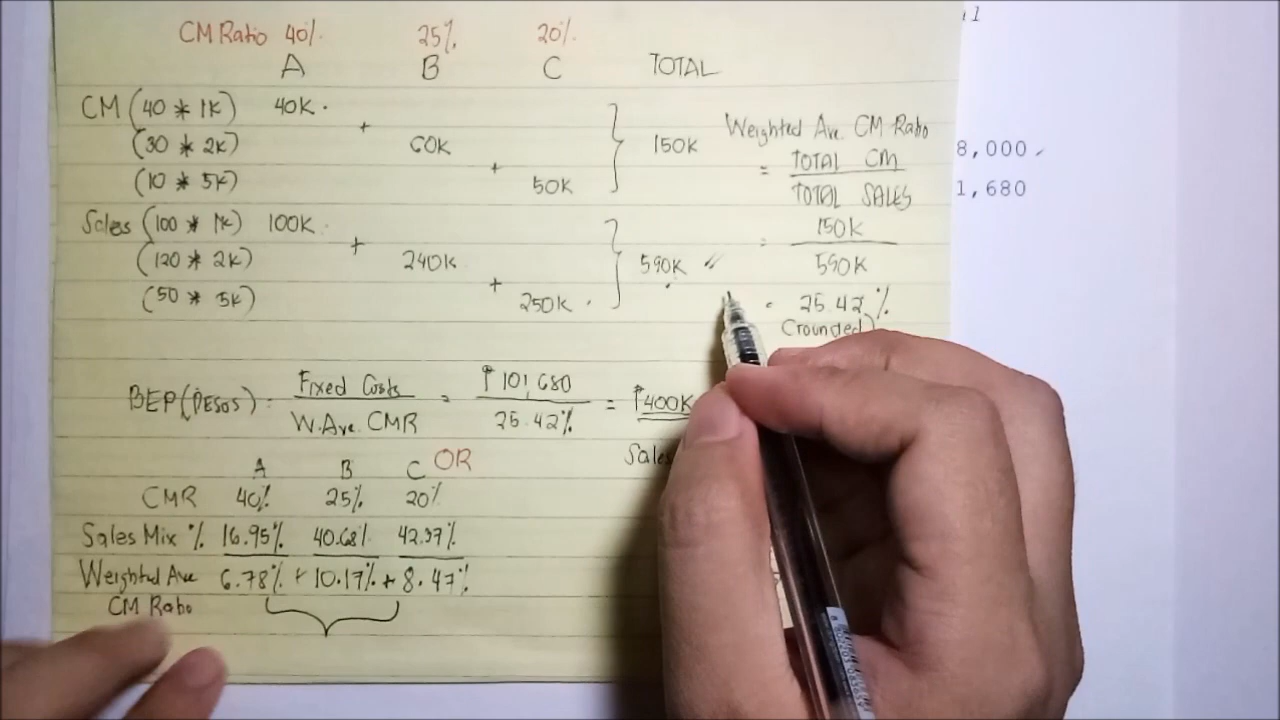 CM Ratio 40% 25% 20%
A B C TOTAL
CM (40 * 1K) 40K. +
(30 * 2K) 60K + 150K
(10 * 5K) 50K
Sales (100 * 1K) 100K. +
(120 * 2K) 240K + 590K ✓
(50 * 5K) 250K.
Weighted Ave. CM Ratio
= TOTAL CM
TOTAL SALES
= 150K
590K
= 25.42%
(rounded)
8,000
1,680
BEP (PESOS) = Fixed Costs = ₱101,680 = ₱400K
W.Ave. CMR 25.42%
OR
Sales
A B C
CMR 40% 25% 20%
Sales Mix % 16.95% 40.68% 42.37%
Weighted Ave 6.78% + 10.17% + 8.47%
CM Ratio